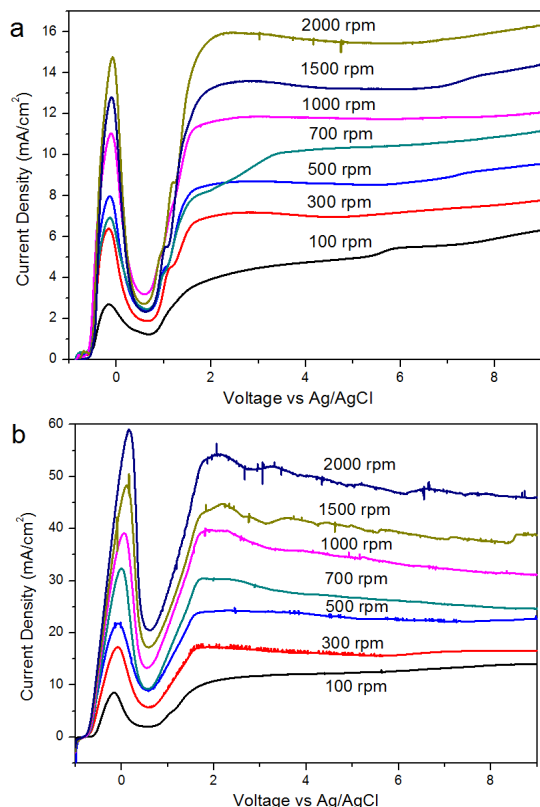 a
Current Density (mA/cm²)
16
14
12
10
8
6
4
2
0
2000 rpm
1500 rpm
1000 rpm
700 rpm
500 rpm
300 rpm
100 rpm
0 2 4 6 8
Voltage vs Ag/AgCl
b
Current Density (mA/cm²)
60
50
40
30
20
10
0
2000 rpm
1500 rpm
1000 rpm
700 rpm
500 rpm
300 rpm
100 rpm
0 2 4 6 8
Voltage vs Ag/AgCl